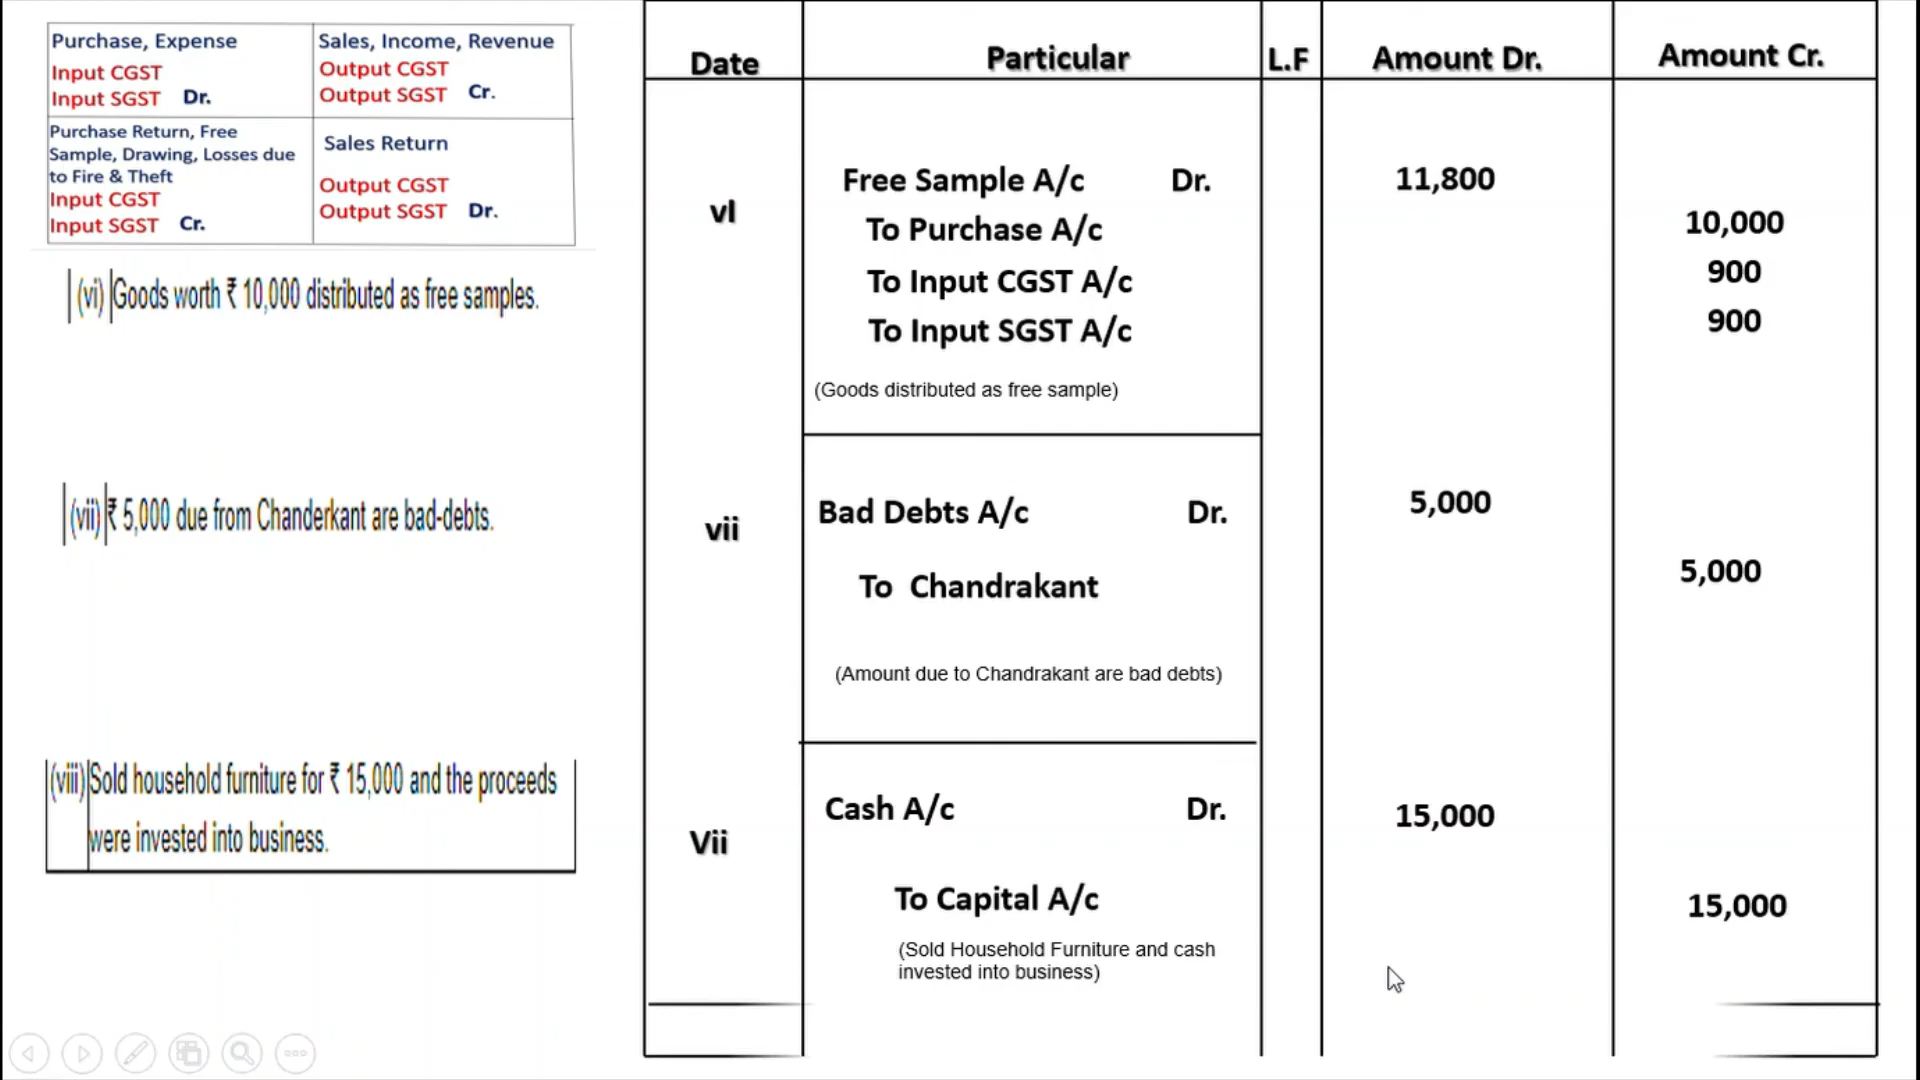 Purchase, Expense
Input CGST
Input SGST Dr.
Sales, Income, Revenue
Output CGST
Output SGST Cr.
Purchase Return, Free
Sample, Drawing, Losses due
to Fire & Theft
Input CGST
Input SGST Cr.
Sales Return
Output CGST
Output SGST Dr.
(vi) Goods worth ₹ 10,000 distributed as free samples.
(vii) ₹ 5,000 due from Chanderkant are bad-debts.
(viii) Sold household furniture for ₹ 15,000 and the proceeds
were invested into business.
Date Particular L.F Amount Dr. Amount Cr.
vI Free Sample A/c Dr. 11,800
To Purchase A/c 10,000
To Input CGST A/c 900
To Input SGST A/c 900
(Goods distributed as free sample)
vii Bad Debts A/c Dr. 5,000
To Chandrakant 5,000
(Amount due to Chandrakant are bad debts)
Vii Cash A/c Dr. 15,000
To Capital A/c 15,000
(Sold Household Furniture and cash
invested into business)